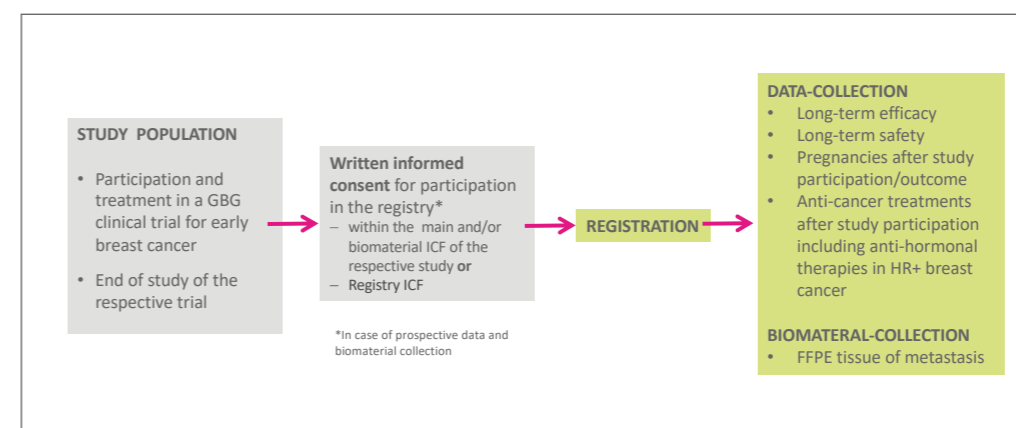 STUDY POPULATION
• Participation and
treatment in a GBG
clinical trial for early
breast cancer
• End of study of the
respective trial
Written informed
consent for participation
in the registry*
– within the main and/or
biomaterial ICF of the
respective study or
– Registry ICF
*In case of prospective data and
biomaterial collection
REGISTRATION
DATA-COLLECTION
• Long-term efficacy
• Long-term safety
• Pregnancies after study
participation/outcome
• Anti-cancer treatments
after study participation
including anti-hormonal
therapies in HR+ breast
cancer
BIOMATERAL-COLLECTION
• FFPE tissue of metastasis